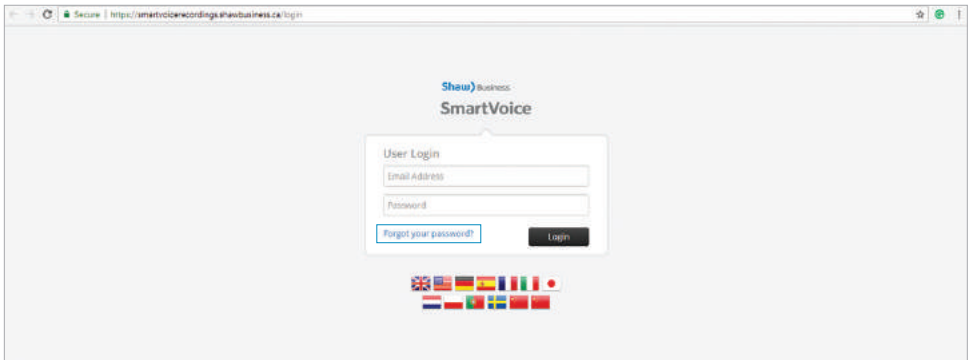 Secure | https://smartvoicerecordings.shawbusiness.ca/login
Shaw) Business
SmartVoice
User Login
Email Address
Password
Forgot your password?
Login